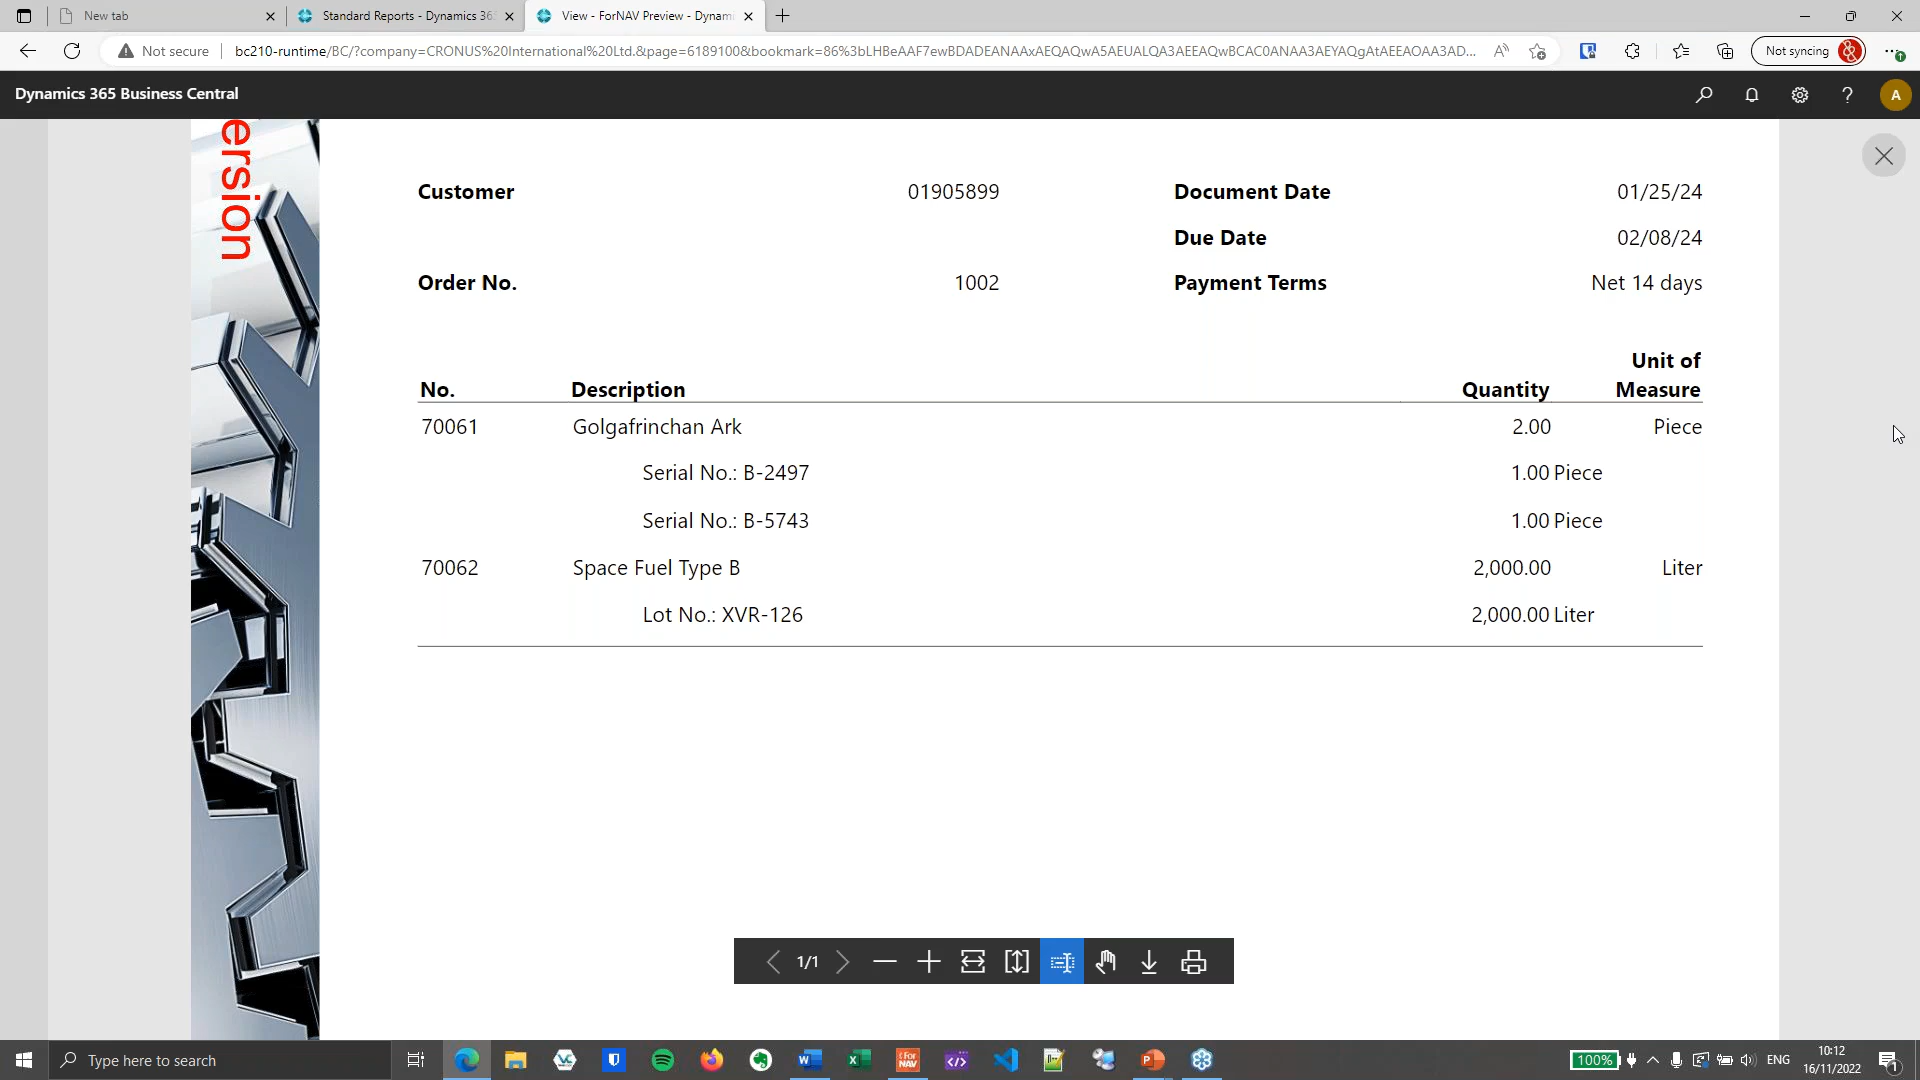 New tab
Standard Reports - Dynamics 36
View - ForNAV Preview - Dynam
Not secure
bc210-runtime/BC/?company=CRONUS%20International%20Ltd.&page=6189100&bookmark=86%3bLHBeAAF7ewBDADEANAAxAEQAQwA5AEUALQA3AEEAQwBCAC0ANAA3AEYAQgAtAEEAOAA3AD...
Not syncing
Dynamics 365 Business Central
A
ersion
Customer 01905899 Document Date 01/25/24
Due Date 02/08/24
Order No. 1002 Payment Terms Net 14 days
Unit of
No. Description Quantity Measure
70061 Golgafrinchan Ark 2.00 Piece
Serial No.: B-2497 1.00 Piece
Serial No.: B-5743 1.00 Piece
70062 Space Fuel Type B 2,000.00 Liter
Lot No.: XVR-126 2,000.00 Liter
1/1
Type here to search
100%
ENG
10:12
16/11/2022